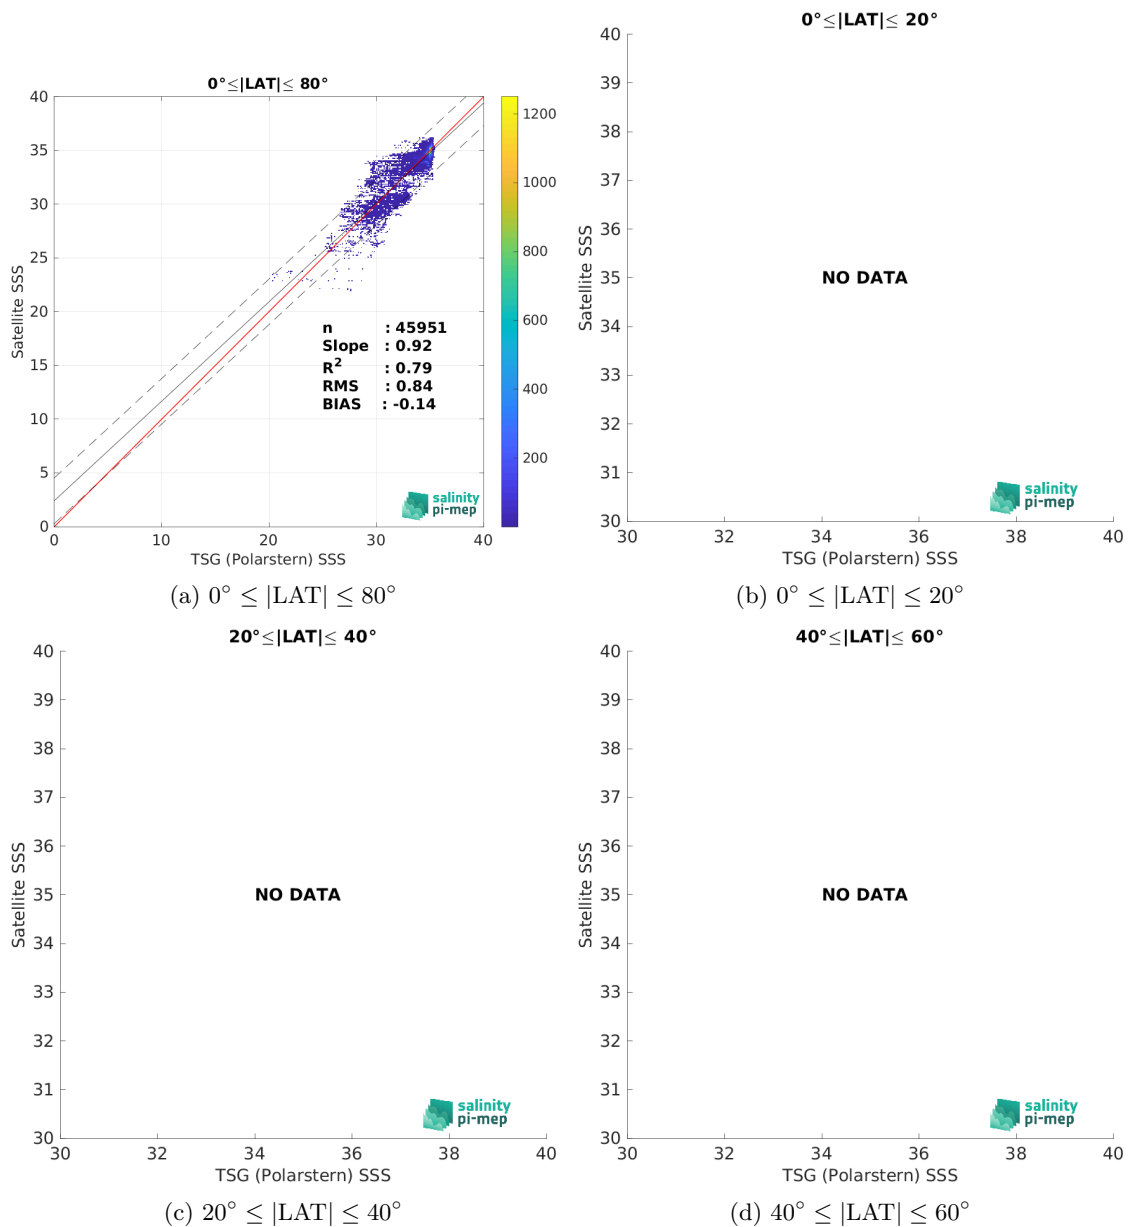 0°≤|LAT|≤ 80°
40
35
30
25
20
15
10
5
0
0
10
20
30
40
Satellite SSS
TSG (Polarstern) SSS
n : 45951
Slope : 0.92
R² : 0.79
RMS : 0.84
BIAS : -0.14
1200
1000
800
600
400
200
salinity
pi-mep
(a) 0° ≤ |LAT| ≤ 80°
0°≤|LAT|≤ 20°
40
39
38
37
36
35
34
33
32
31
30
30
32
34
36
38
40
Satellite SSS
TSG (Polarstern) SSS
NO DATA
salinity
pi-mep
(b) 0° ≤ |LAT| ≤ 20°
20°≤|LAT|≤ 40°
40
39
38
37
36
35
34
33
32
31
30
30
32
34
36
38
40
Satellite SSS
TSG (Polarstern) SSS
NO DATA
salinity
pi-mep
(c) 20° ≤ |LAT| ≤ 40°
40°≤|LAT|≤ 60°
40
39
38
37
36
35
34
33
32
31
30
30
32
34
36
38
40
Satellite SSS
TSG (Polarstern) SSS
NO DATA
salinity
pi-mep
(d) 40° ≤ |LAT| ≤ 60°